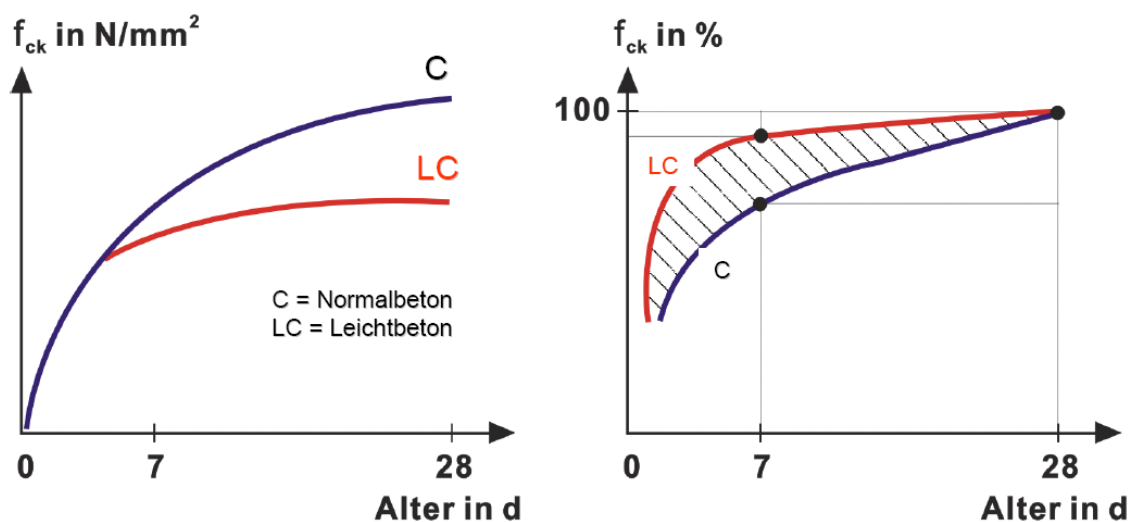 f_ck in N/mm²
C
LC
C = Normalbeton
LC = Leichtbeton
0 7 28
Alter in d
f_ck in %
100
LC
C
0 7 28
Alter in d